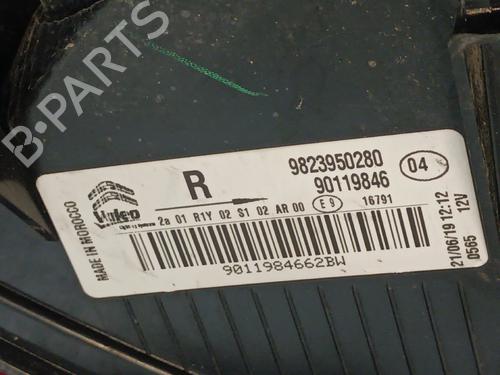 B-PARTS
R
9823950280
90119846
04
Valeo
MADE IN MOROCCO
2a 01 R1Y 02 S1 02 AR 00
E 9
16791
9011984662BW
21/06/19 12:12
0565
12V